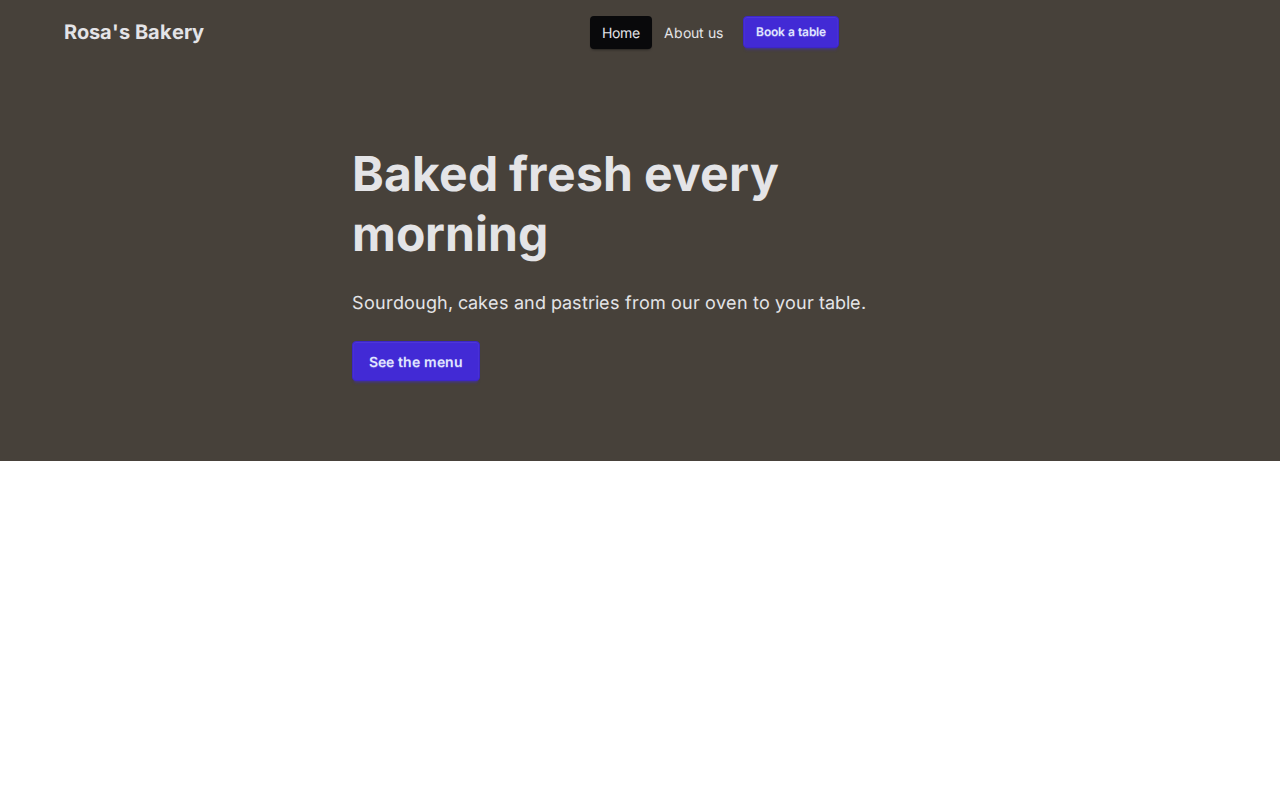 Rosa's Bakery
Home
About us
Book a table
Baked fresh every
morning
Sourdough, cakes and pastries from our oven to your table.
See the menu